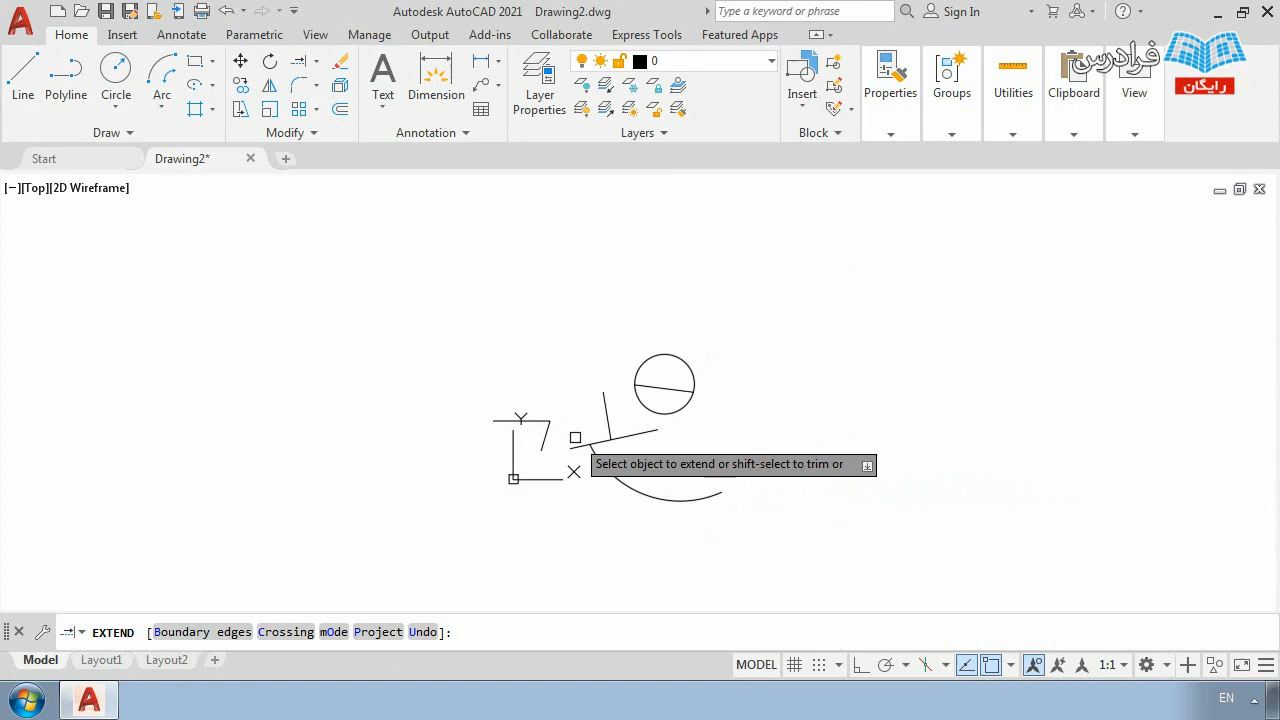 Autodesk AutoCAD 2021 Drawing2.dwg
Type a keyword or phrase
Sign In
Home Insert Annotate Parametric View Manage Output Add-ins Collaborate Express Tools Featured Apps
Line Polyline Circle Arc
Text Dimension
Layer Properties
0
Insert
Properties Groups Utilities Clipboard View
Draw Modify Annotation Layers Block
فرادرس
رایگان
Start Drawing2*
[−][Top][2D Wireframe]
Y
X
Select object to extend or shift-select to trim or
EXTEND [Boundary edges Crossing mOde Project Undo]:
Model Layout1 Layout2
MODEL 1:1
EN